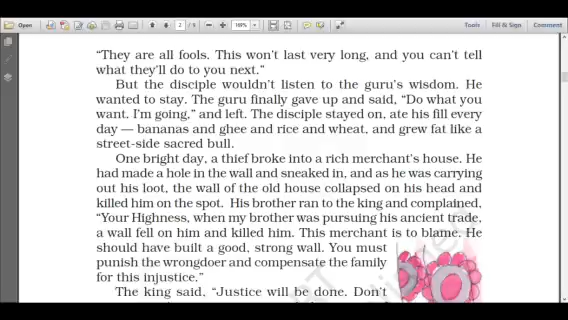 Open
2
/ 6
169%
Tools
Fill & Sign
Comment
“They are all fools. This won’t last very long, and you can’t tell
what they’ll do to you next.”
But the disciple wouldn’t listen to the guru’s wisdom. He
wanted to stay. The guru finally gave up and said, “Do what you
want. I’m going,” and left. The disciple stayed on, ate his fill every
day — bananas and ghee and rice and wheat, and grew fat like a
street-side sacred bull.
One bright day, a thief broke into a rich merchant’s house. He
had made a hole in the wall and sneaked in, and as he was carrying
out his loot, the wall of the old house collapsed on his head and
killed him on the spot. His brother ran to the king and complained,
“Your Highness, when my brother was pursuing his ancient trade,
a wall fell on him and killed him. This merchant is to blame. He
should have built a good, strong wall. You must
punish the wrongdoer and compensate the family
for this injustice.”
The king said, “Justice will be done. Don’t